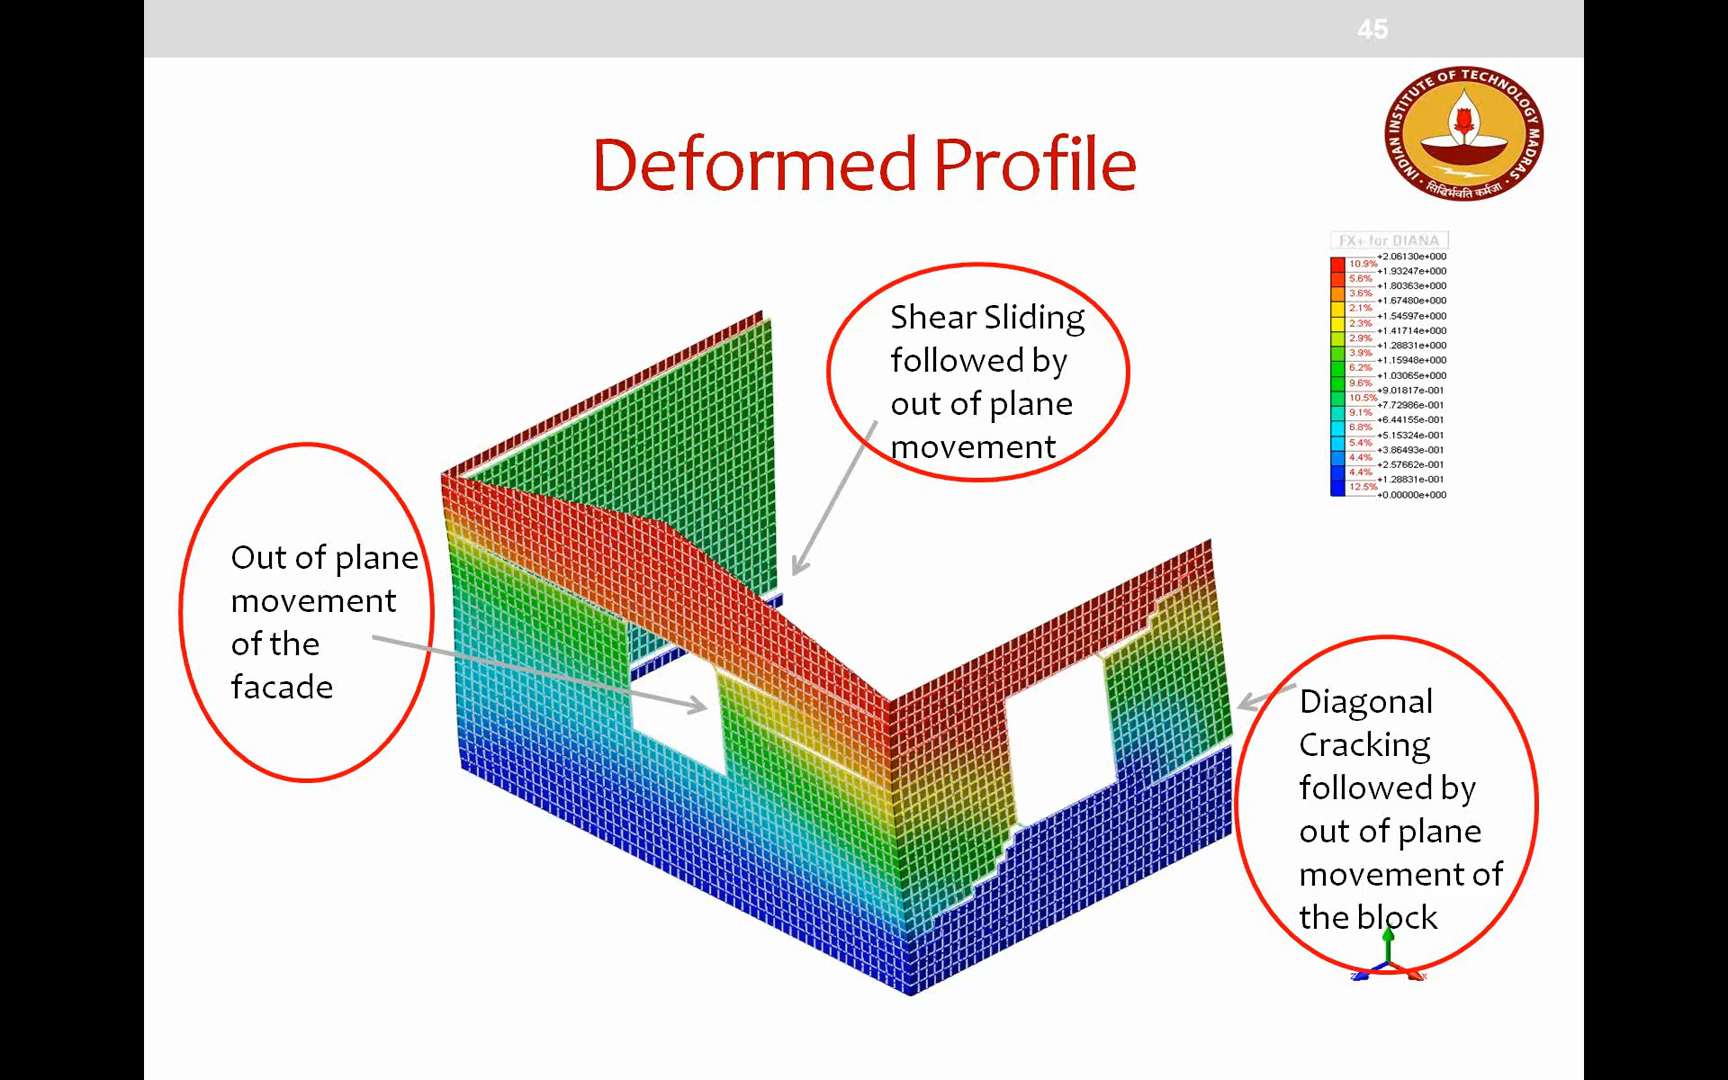 45
INDIAN INSTITUTE OF TECHNOLOGY MADRAS
सिद्धिर्भवति कर्मजा
Deformed Profile
FX+ for DIANA
+2.06130e+000
10.9%
+1.93247e+000
5.6%
+1.80363e+000
3.6%
+1.67480e+000
2.1%
+1.54597e+000
2.3%
+1.41714e+000
2.9%
+1.28831e+000
3.9%
+1.15948e+000
6.2%
+1.03065e+000
9.6%
+9.01817e-001
10.5%
+7.72986e-001
9.1%
+6.44155e-001
6.8%
+5.15324e-001
5.4%
+3.86493e-001
4.4%
+2.57662e-001
4.4%
+1.28831e-001
12.5%
+0.00000e+000
Shear Sliding
followed by
out of plane
movement
Out of plane
movement
of the
facade
Diagonal
Cracking
followed by
out of plane
movement of
the block
Z
X